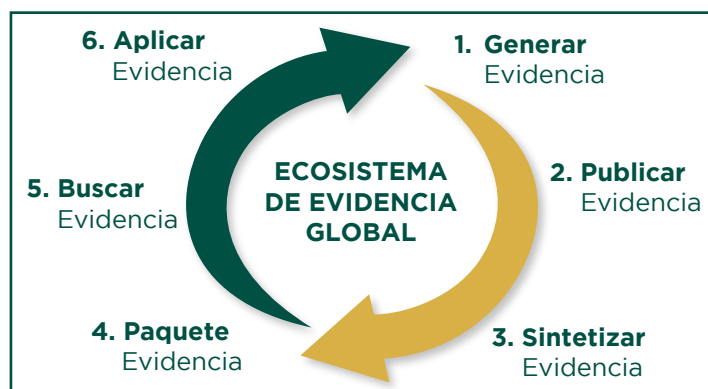 6. Aplicar
Evidencia
1. Generar
Evidencia
ECOSISTEMA
DE EVIDENCIA
GLOBAL
2. Publicar
Evidencia
5. Buscar
Evidencia
4. Paquete
Evidencia
3. Sintetizar
Evidencia